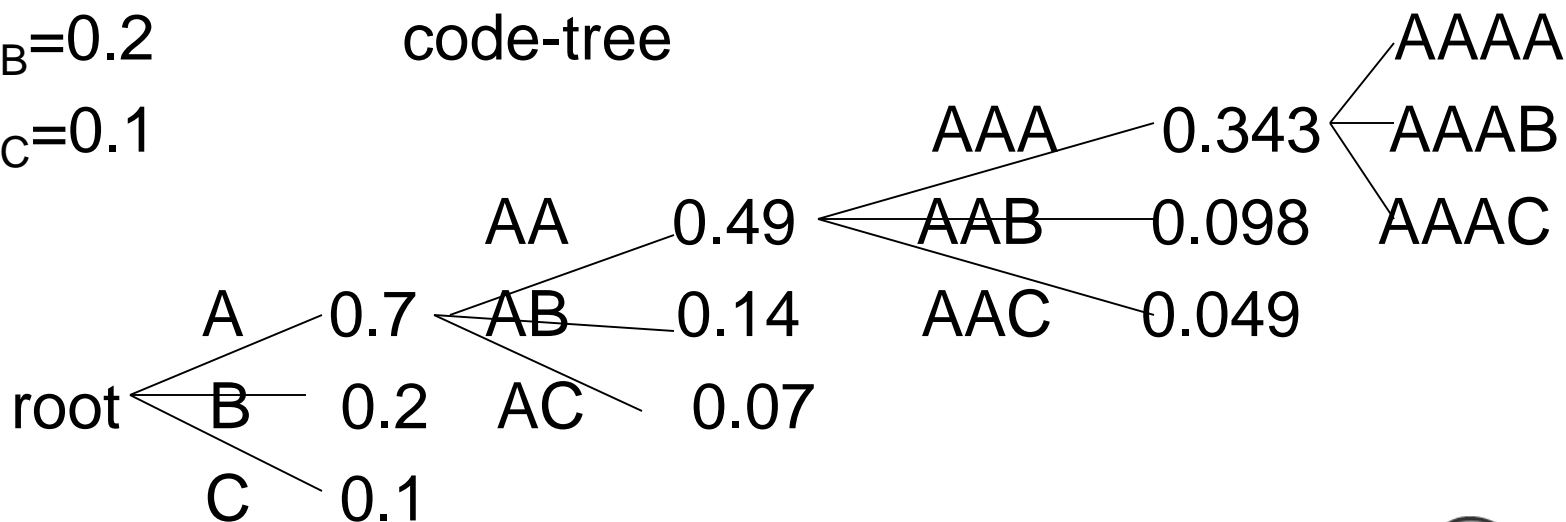 B=0.2 code-tree AAAA
C=0.1 AAA 0.343 AAAB
AA 0.49 AAB 0.098 AAAC
A 0.7 AB 0.14 AAC 0.049
root B 0.2 AC 0.07
C 0.1